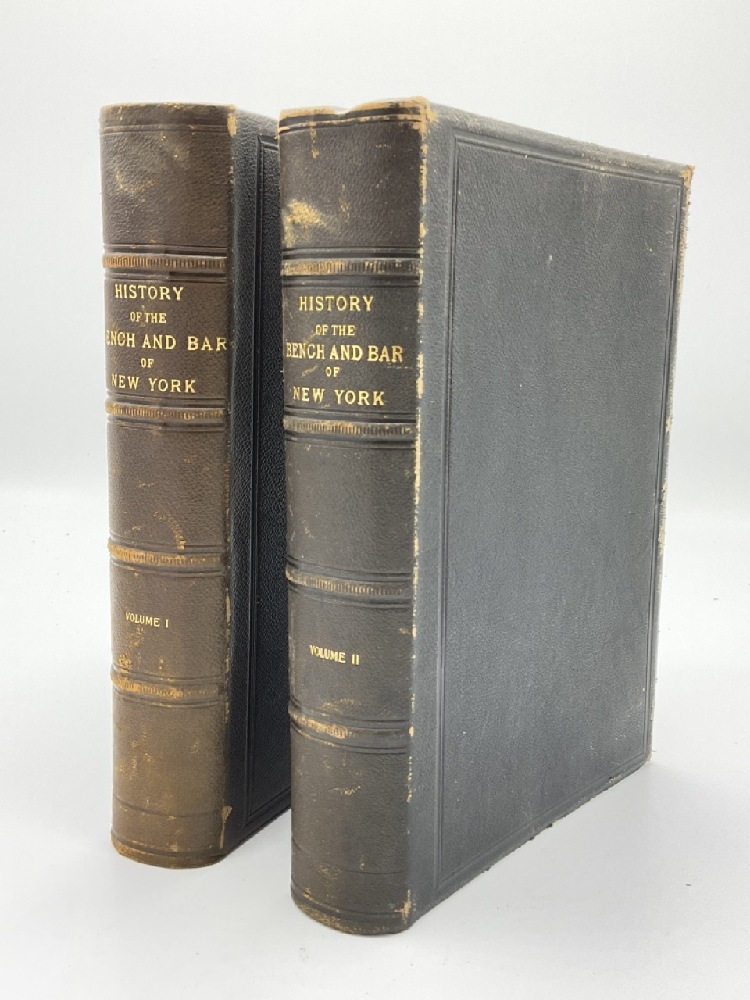 HISTORY
OF THE
BENCH AND BAR
OF
NEW YORK
VOLUME I
HISTORY
OF THE
BENCH AND BAR
OF
NEW YORK
VOLUME II